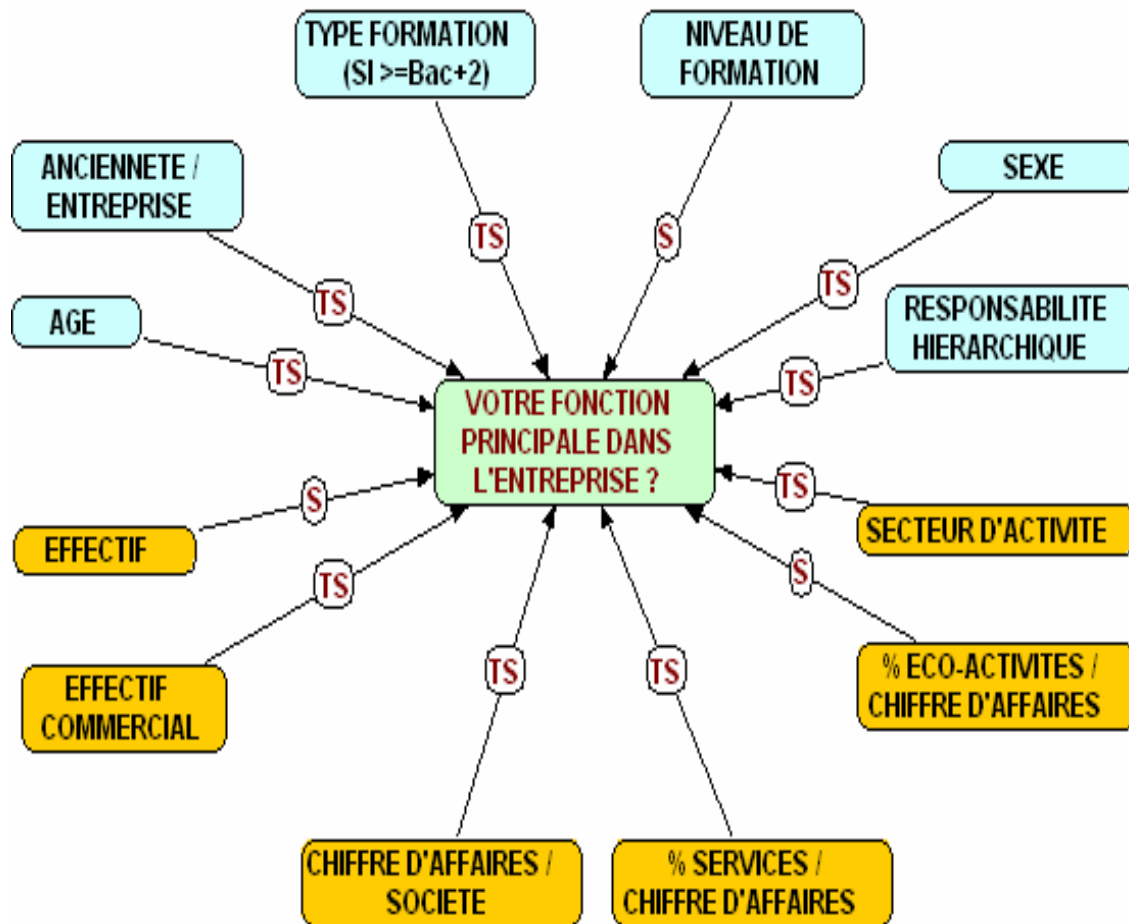 TYPE FORMATION
(SI >=Bac+2)
NIVEAU DE
FORMATION
ANCIENNETE /
ENTREPRISE
SEXE
TS
S
TS
TS
AGE
RESPONSABILITE
HIERARCHIQUE
TS
TS
VOTRE FONCTION
PRINCIPALE DANS
L'ENTREPRISE ?
S
TS
EFFECTIF
SECTEUR D'ACTIVITE
TS
S
EFFECTIF
COMMERCIAL
TS
TS
% ECO-ACTIVITES /
CHIFFRE D'AFFAIRES
CHIFFRE D'AFFAIRES /
SOCIETE
% SERVICES /
CHIFFRE D'AFFAIRES